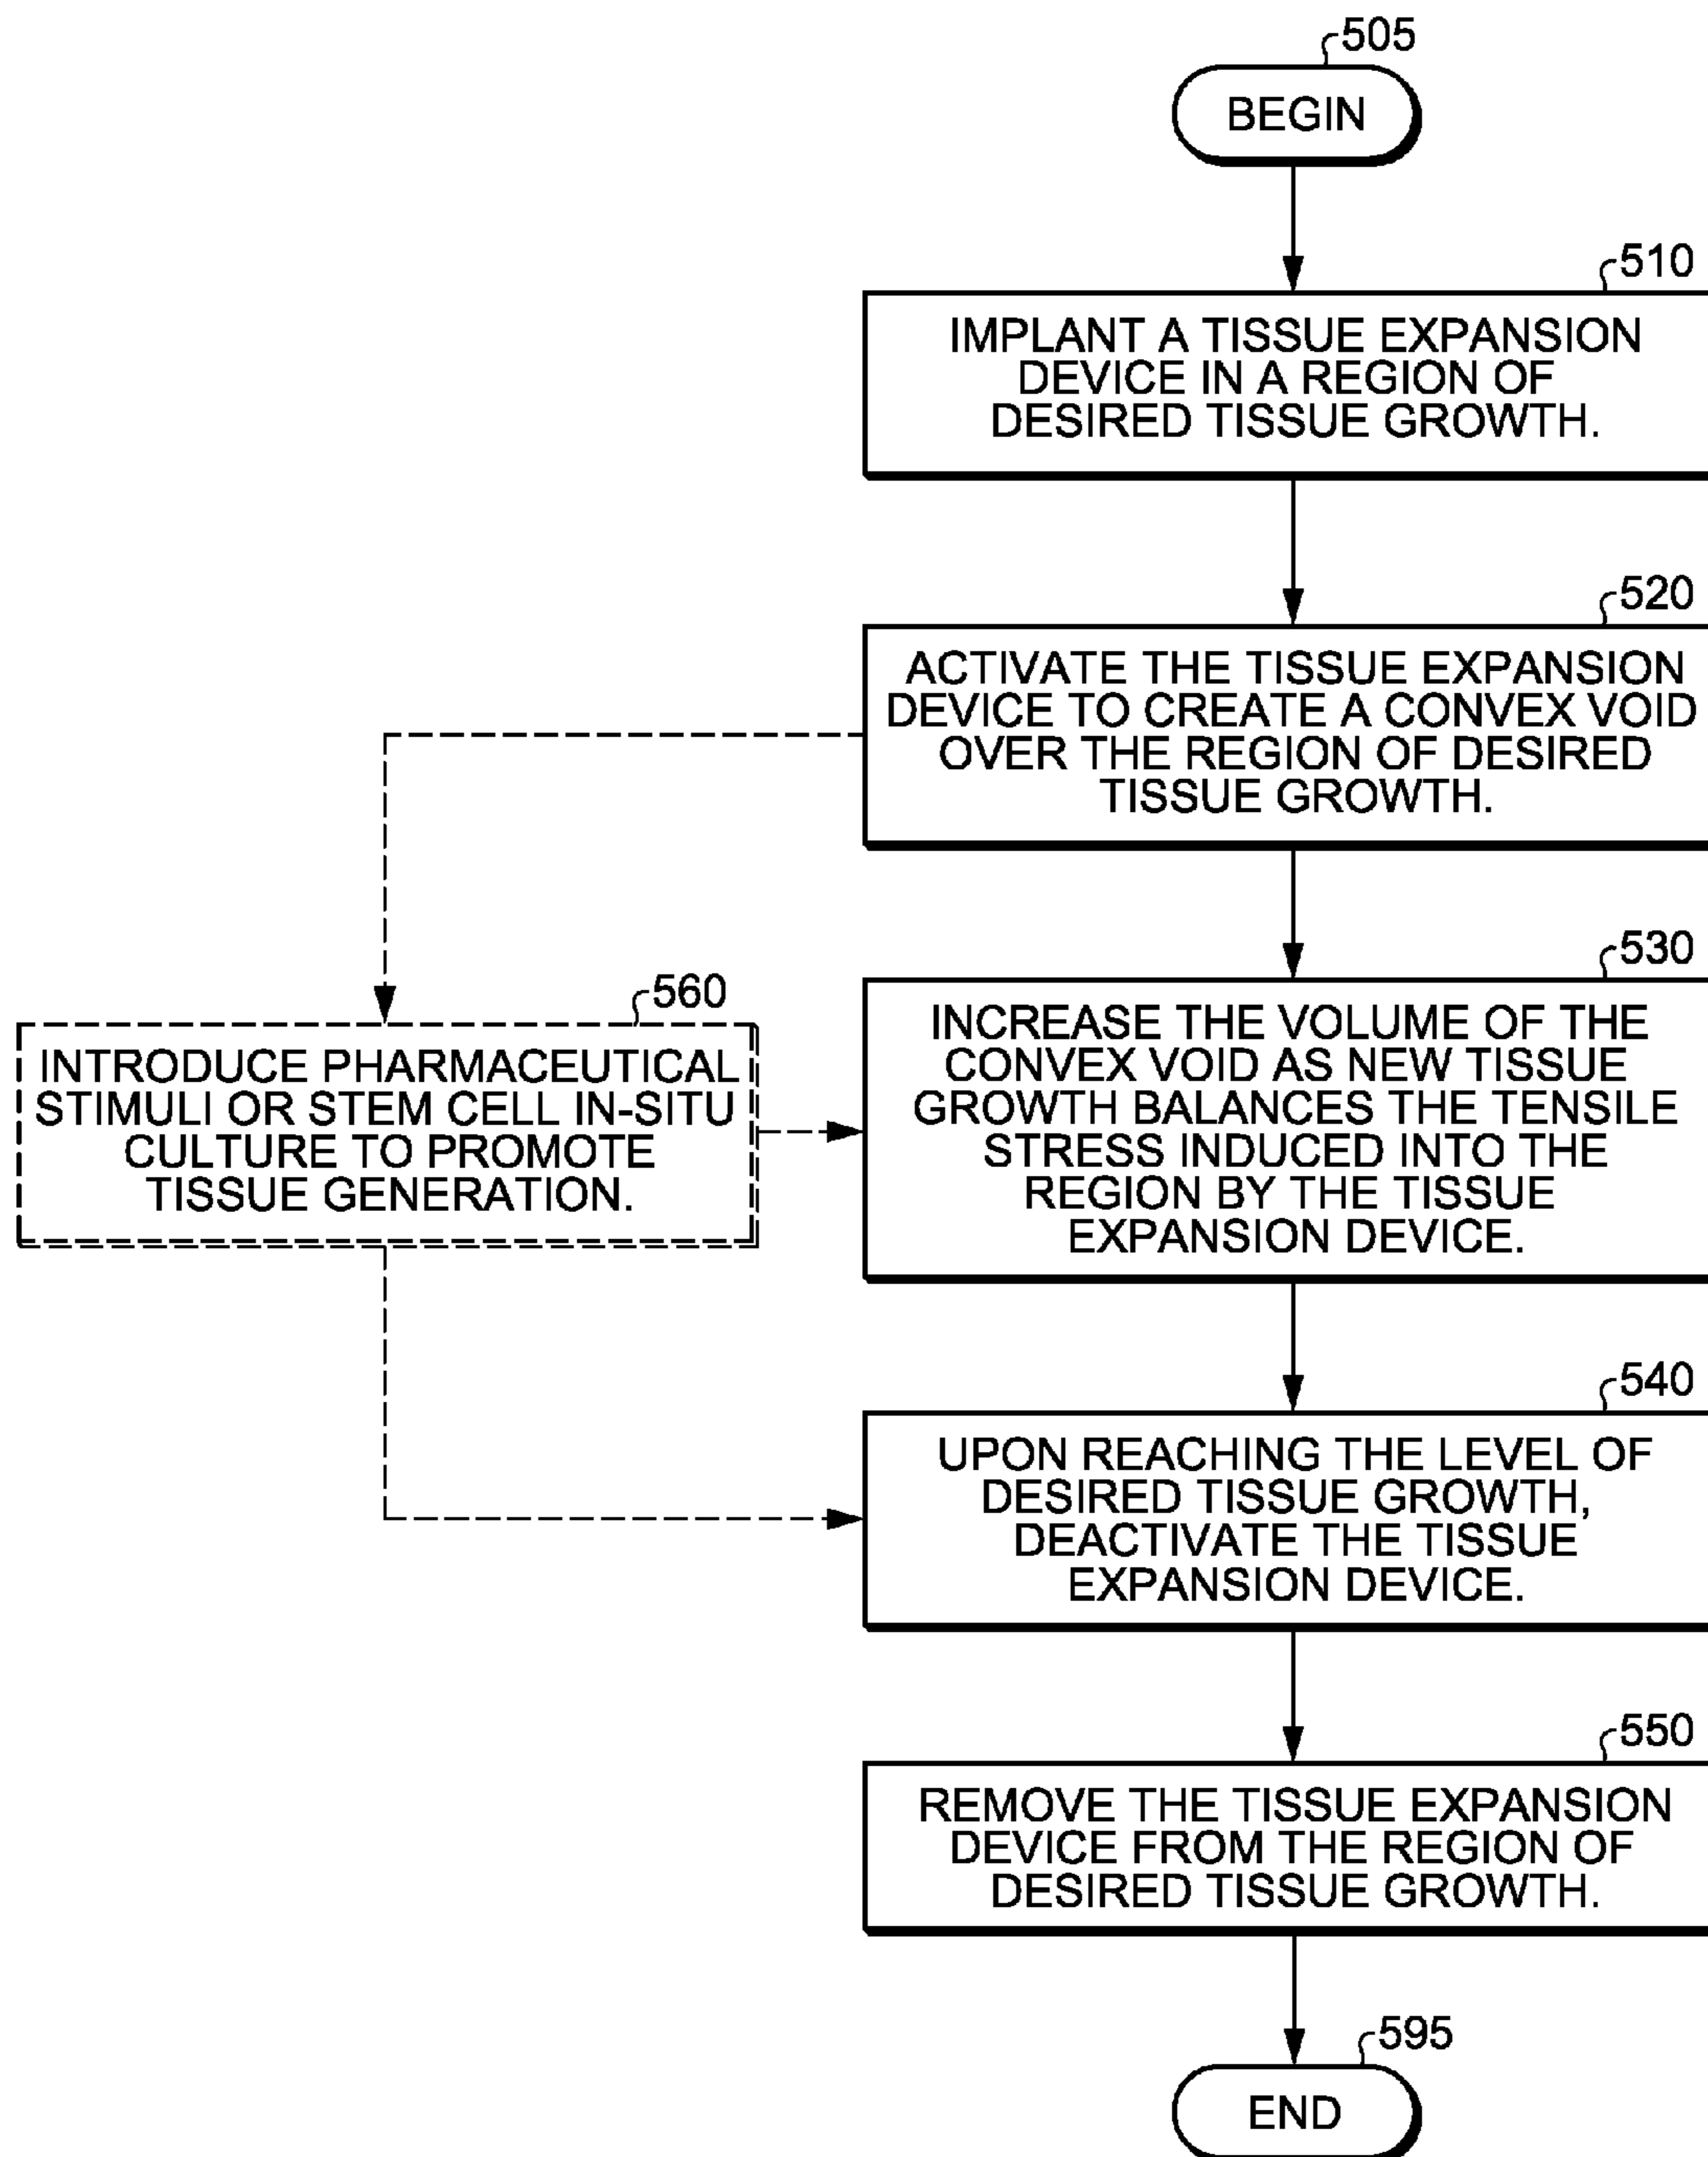 505
BEGIN
510
IMPLANT A TISSUE EXPANSION
DEVICE IN A REGION OF
DESIRED TISSUE GROWTH.
520
ACTIVATE THE TISSUE EXPANSION
DEVICE TO CREATE A CONVEX VOID
OVER THE REGION OF DESIRED
TISSUE GROWTH.
530
INCREASE THE VOLUME OF THE
CONVEX VOID AS NEW TISSUE
GROWTH BALANCES THE TENSILE
STRESS INDUCED INTO THE
REGION BY THE TISSUE
EXPANSION DEVICE.
560
INTRODUCE PHARMACEUTICAL
STIMULI OR STEM CELL IN-SITU
CULTURE TO PROMOTE
TISSUE GENERATION.
540
UPON REACHING THE LEVEL OF
DESIRED TISSUE GROWTH,
DEACTIVATE THE TISSUE
EXPANSION DEVICE.
550
REMOVE THE TISSUE EXPANSION
DEVICE FROM THE REGION OF
DESIRED TISSUE GROWTH.
595
END